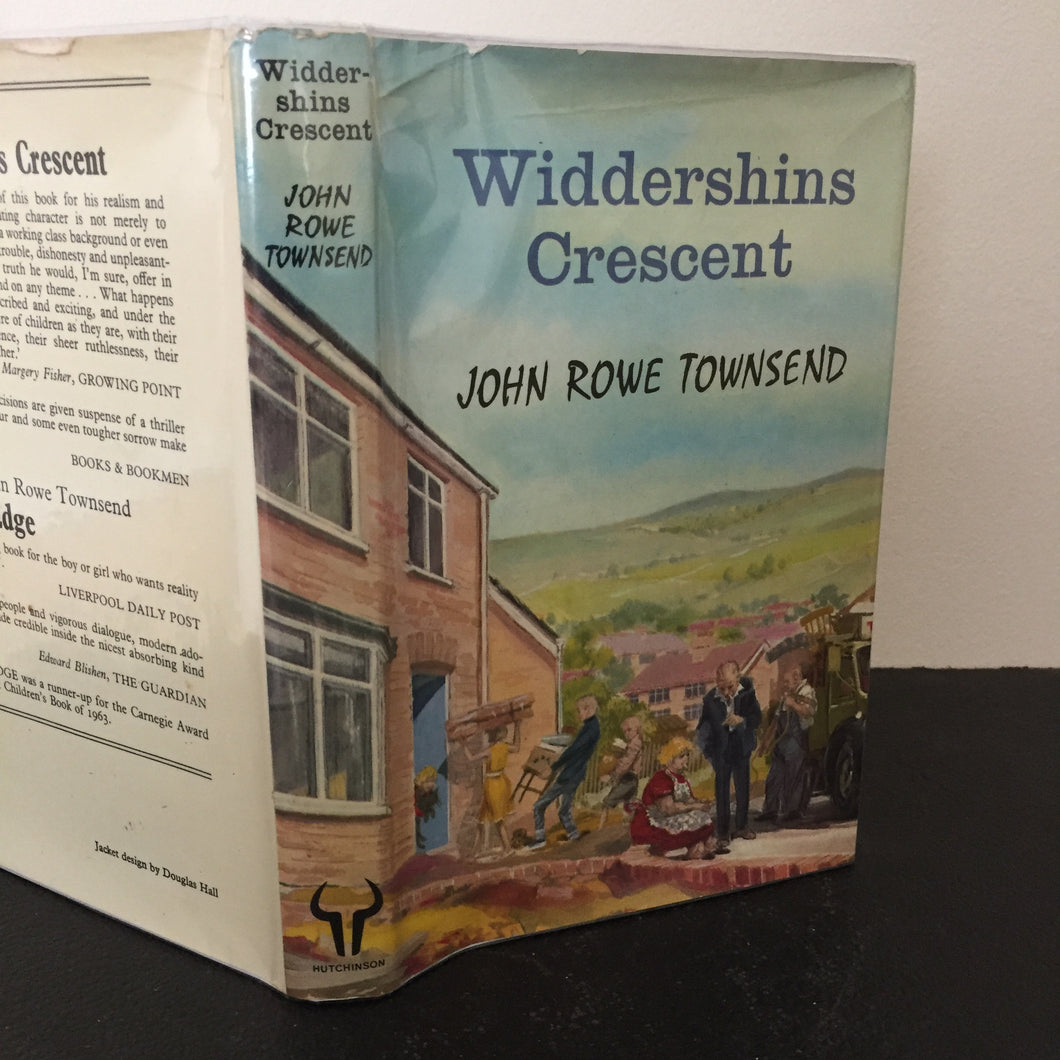 s Crescent
of this book for his realism and
ating character is not merely to
a working class background or even
trouble, dishonesty and unpleasant-
truth he would, I'm sure, offer in
nd on any theme . . . What happens
cribed and exciting, and under the
re of children as they are, with their
ence, their sheer ruthlessness, their
her.'
Margery Fisher, GROWING POINT
cisions are given suspense of a thriller
ur and some even tougher sorrow make
BOOKS & BOOKMEN
n Rowe Townsend
dge
book for the boy or girl who wants reality
LIVERPOOL DAILY POST
people and vigorous dialogue, modern ado-
de credible inside the nicest absorbing kind
Edward Blishen, THE GUARDIAN
DGE was a runner-up for the Carnegie Award
Children's Book of 1963.
Jacket design by Douglas Hall
Widder-
shins
Crescent
JOHN
ROWE
TOWNSEND
HUTCHINSON
Widdershins
Crescent
JOHN ROWE TOWNSEND